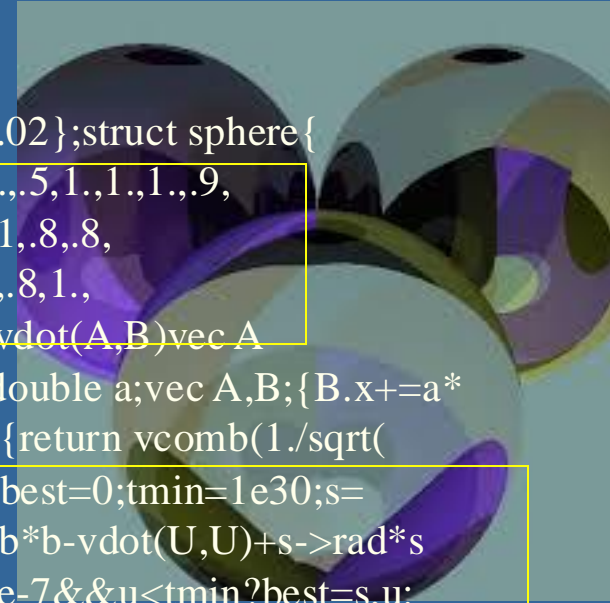 .02};struct sphere{
.,.5,1.,1.,1.,.9,
1,.8,.8,
,.8,1.,
vdot(A,B)vec A
double a;vec A,B;{B.x+=a*
{return vcomb(1./sqrt(
best=0;tmin=1e30;s=
b*b-vdot(U,U)+s->rad*s
e-7&&u<tmin?best=s,u: